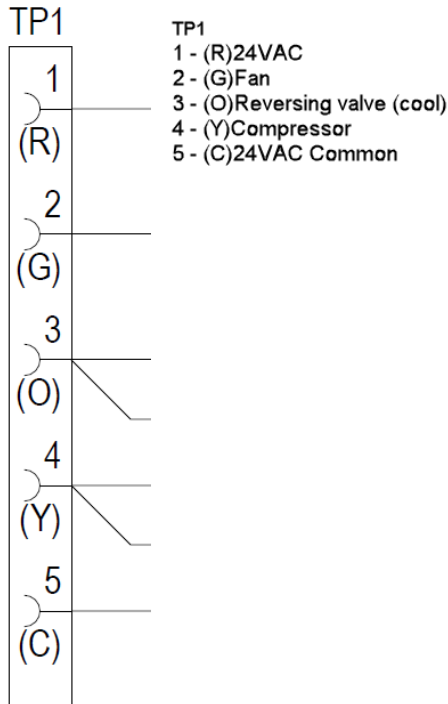 TP1
1
(R)
2
(G)
3
(O)
4
(Y)
5
(C)
TP1
1 - (R)24VAC
2 - (G)Fan
3 - (O)Reversing valve (cool)
4 - (Y)Compressor
5 - (C)24VAC Common